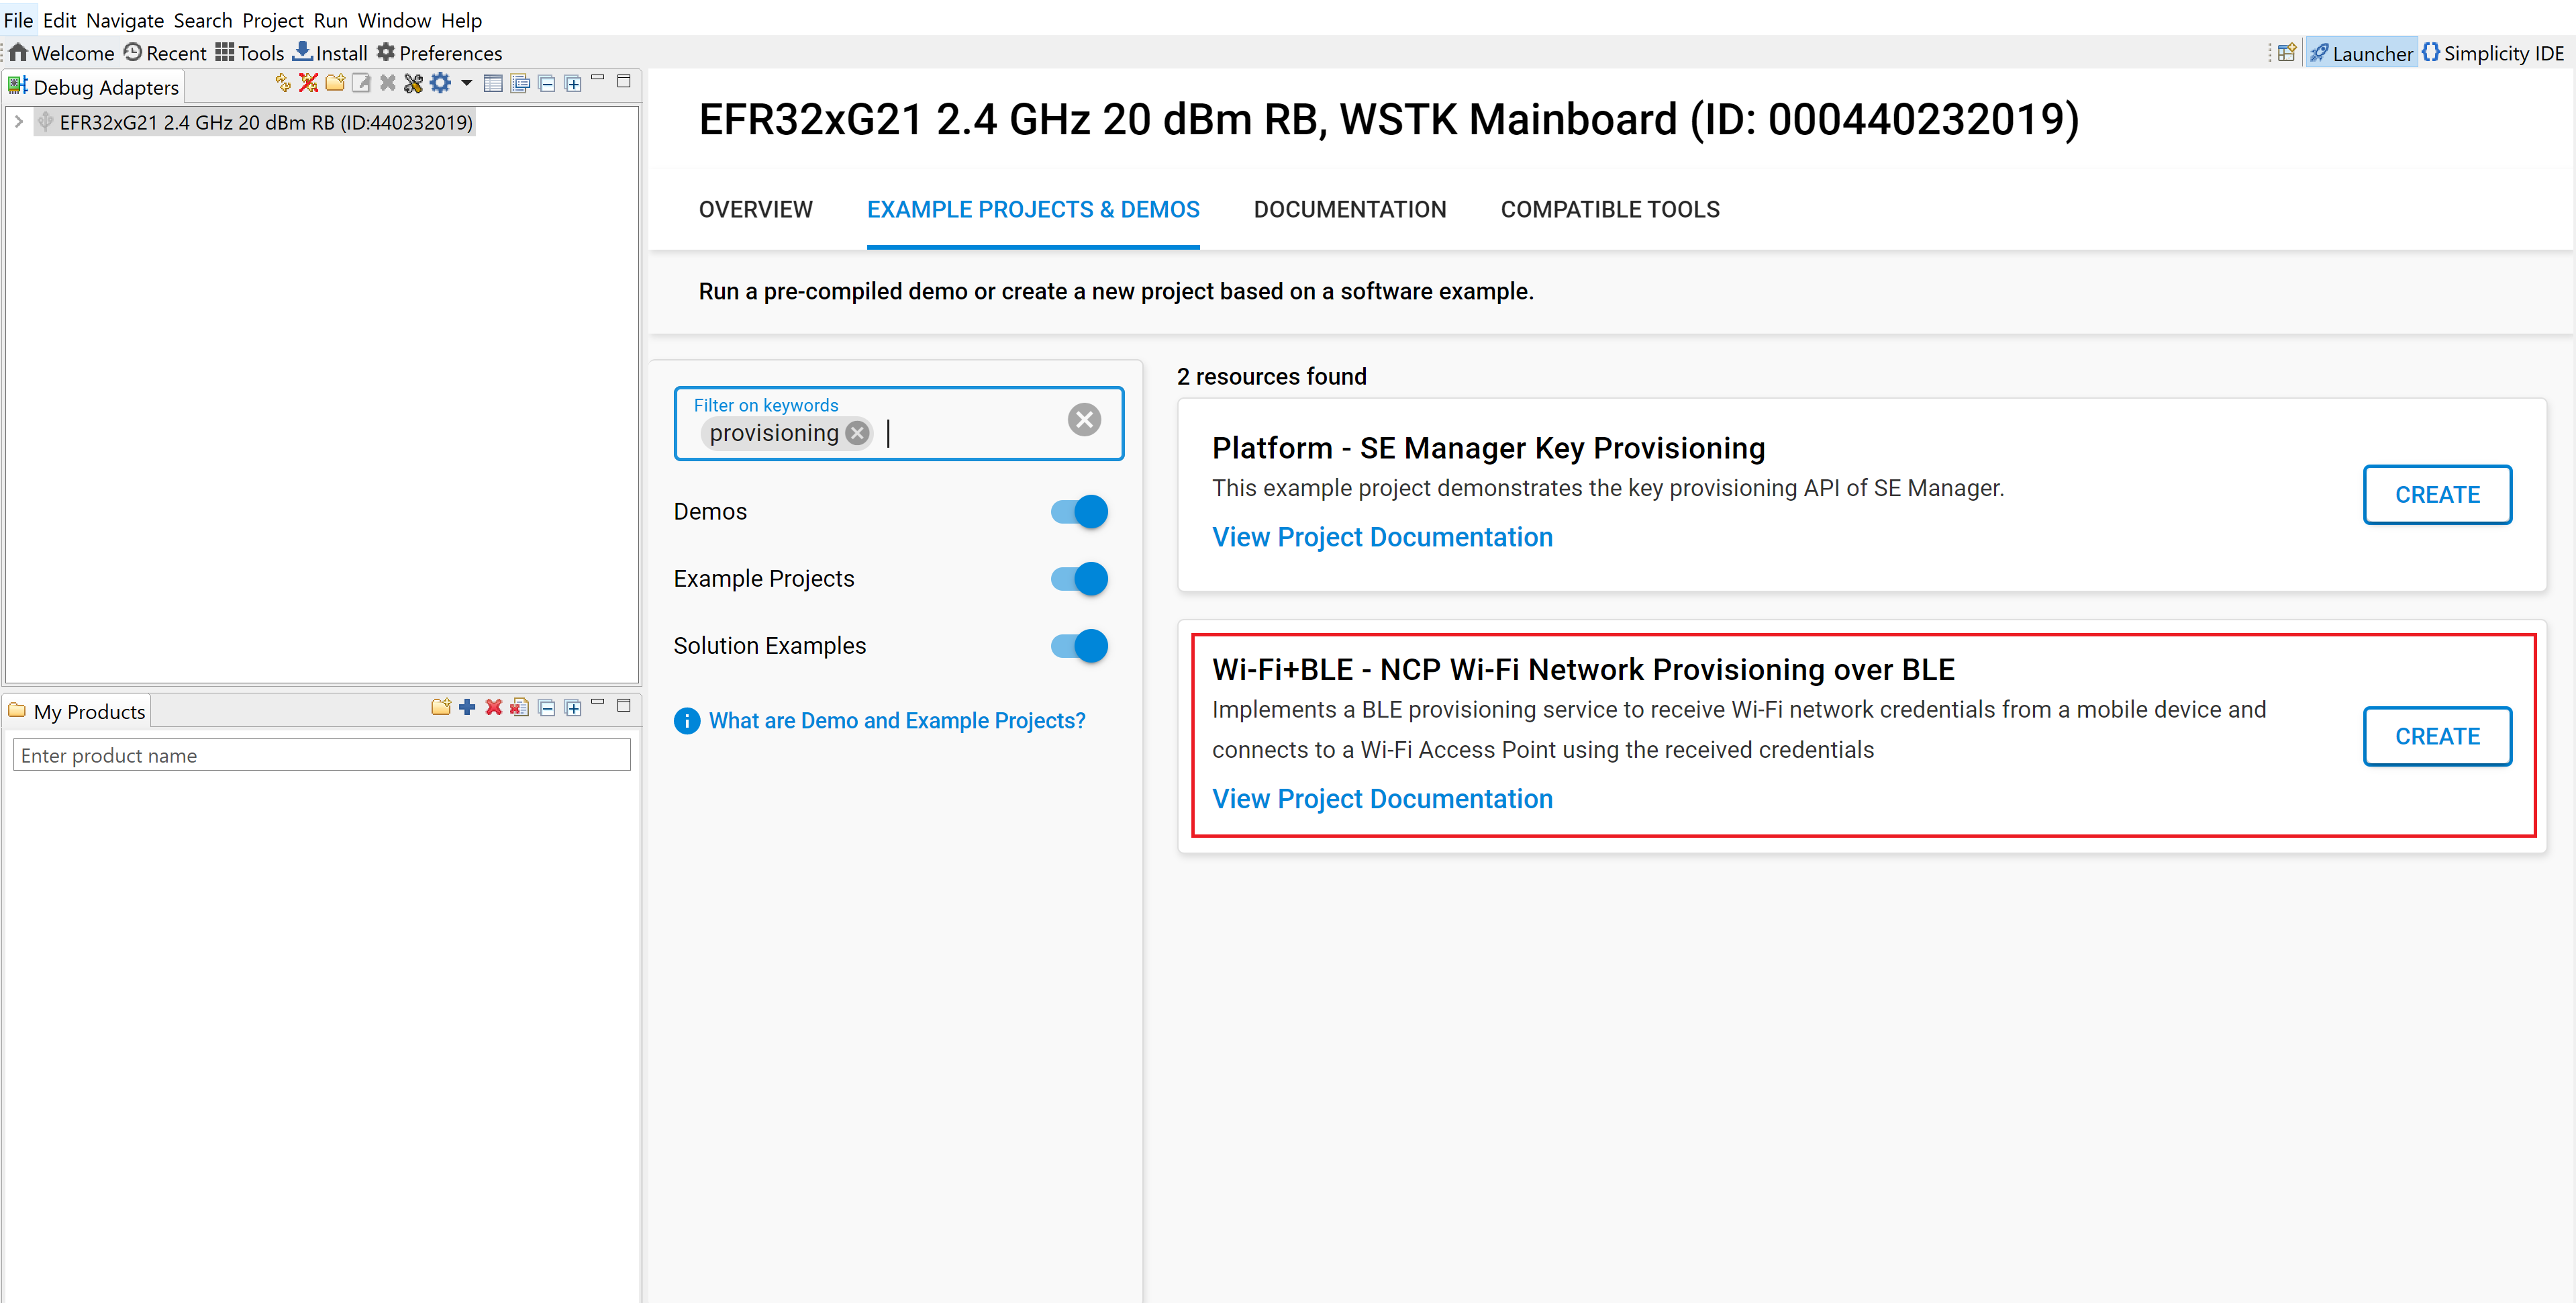 File Edit Navigate Search Project Run Window Help
Welcome Recent Tools Install Preferences
Launcher Simplicity IDE
Debug Adapters
EFR32xG21 2.4 GHz 20 dBm RB (ID:440232019)
My Products
Enter product name
EFR32xG21 2.4 GHz 20 dBm RB, WSTK Mainboard (ID: 000440232019)
OVERVIEW EXAMPLE PROJECTS & DEMOS DOCUMENTATION COMPATIBLE TOOLS
Run a pre-compiled demo or create a new project based on a software example.
Filter on keywords
provisioning
Demos
Example Projects
Solution Examples
What are Demo and Example Projects?
2 resources found
Platform - SE Manager Key Provisioning
This example project demonstrates the key provisioning API of SE Manager.
View Project Documentation
CREATE
Wi-Fi+BLE - NCP Wi-Fi Network Provisioning over BLE
Implements a BLE provisioning service to receive Wi-Fi network credentials from a mobile device and
connects to a Wi-Fi Access Point using the received credentials
View Project Documentation
CREATE